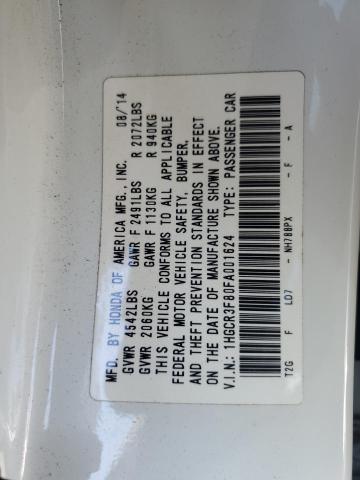 MFD. BY HONDA OF AMERICA MFG., INC. 08/14
GVWR 4542LBS GAWR F 2491LBS R 2072LBS
GVWR 2060KG GAWR F 1130KG R 940KG
THIS VEHICLE CONFORMS TO ALL APPLICABLE
FEDERAL MOTOR VEHICLE SAFETY, BUMPER,
AND THEFT PREVENTION STANDARDS IN EFFECT
ON THE DATE OF MANUFACTURE SHOWN ABOVE.
V.I.N.: 1HGCR3F80FA001624 TYPE: PASSENGER CAR
T2G F LD7 - NH788PX - F - A